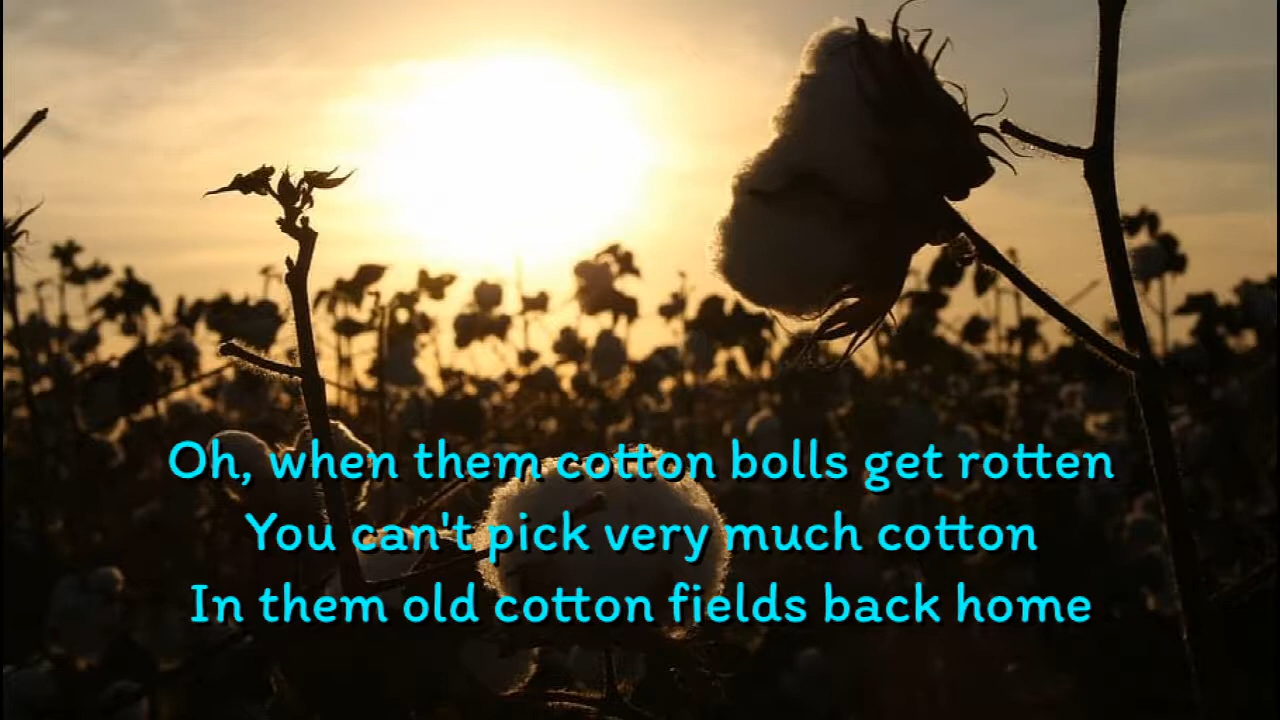 Oh, when them cotton bolls get rotten
You can't pick very much cotton
In them old cotton fields back home